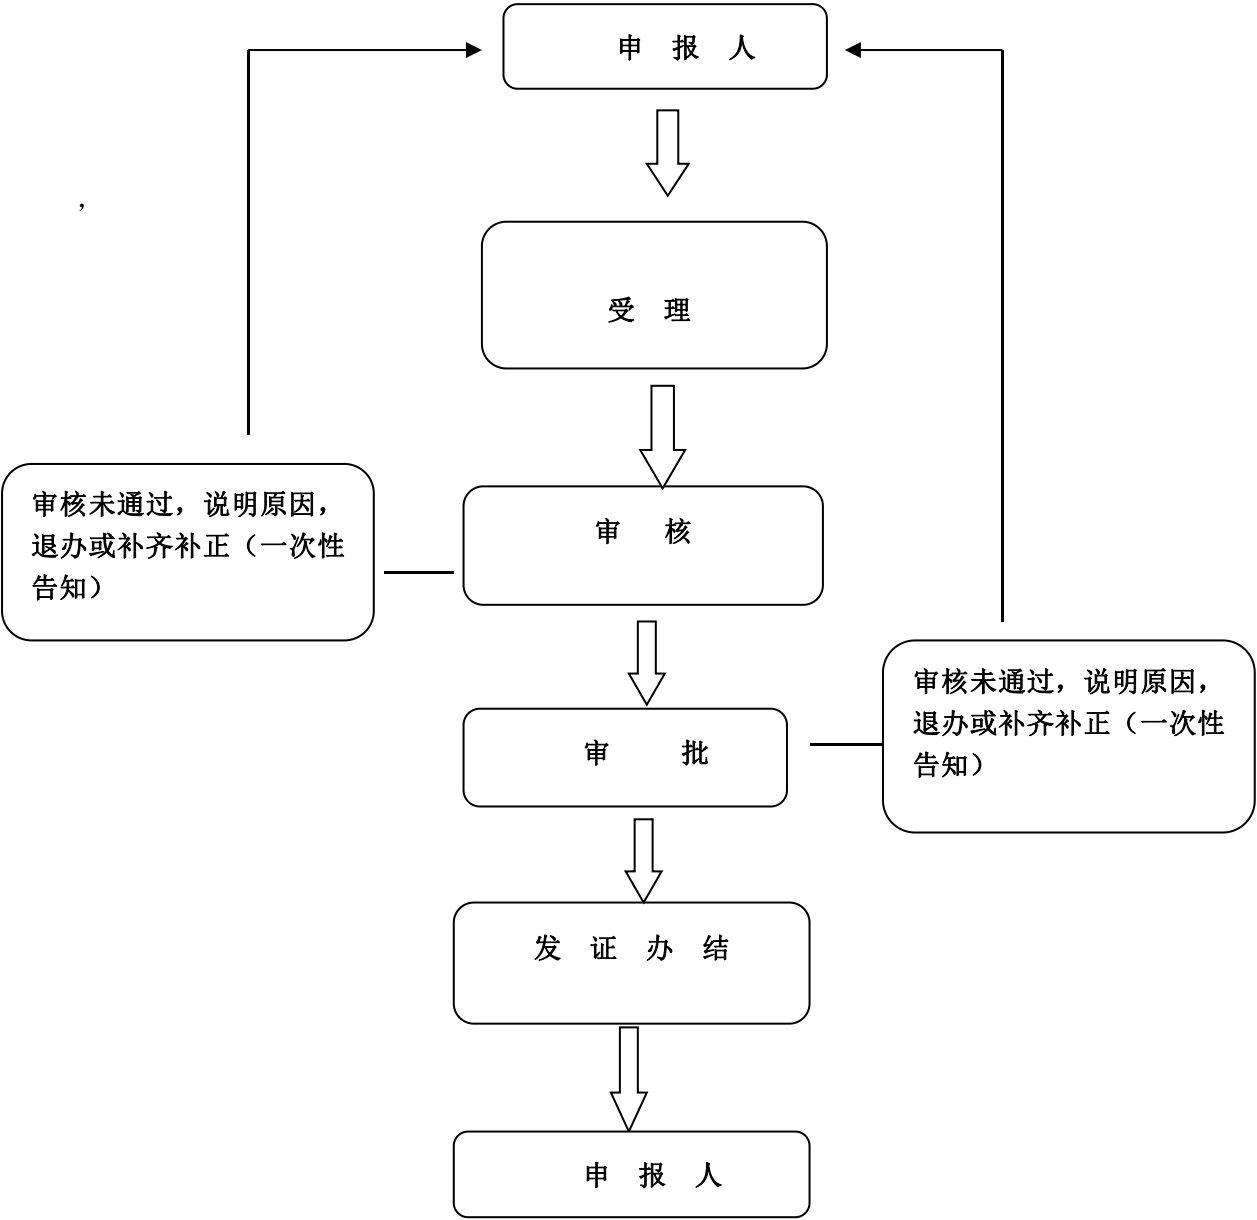 申 报 人
，
受 理
审核未通过，说明原因，
退办或补齐补正（一次性
告知）
审 核
审核未通过，说明原因，
退办或补齐补正（一次性
告知）
审 批
发 证 办 结
申 报 人